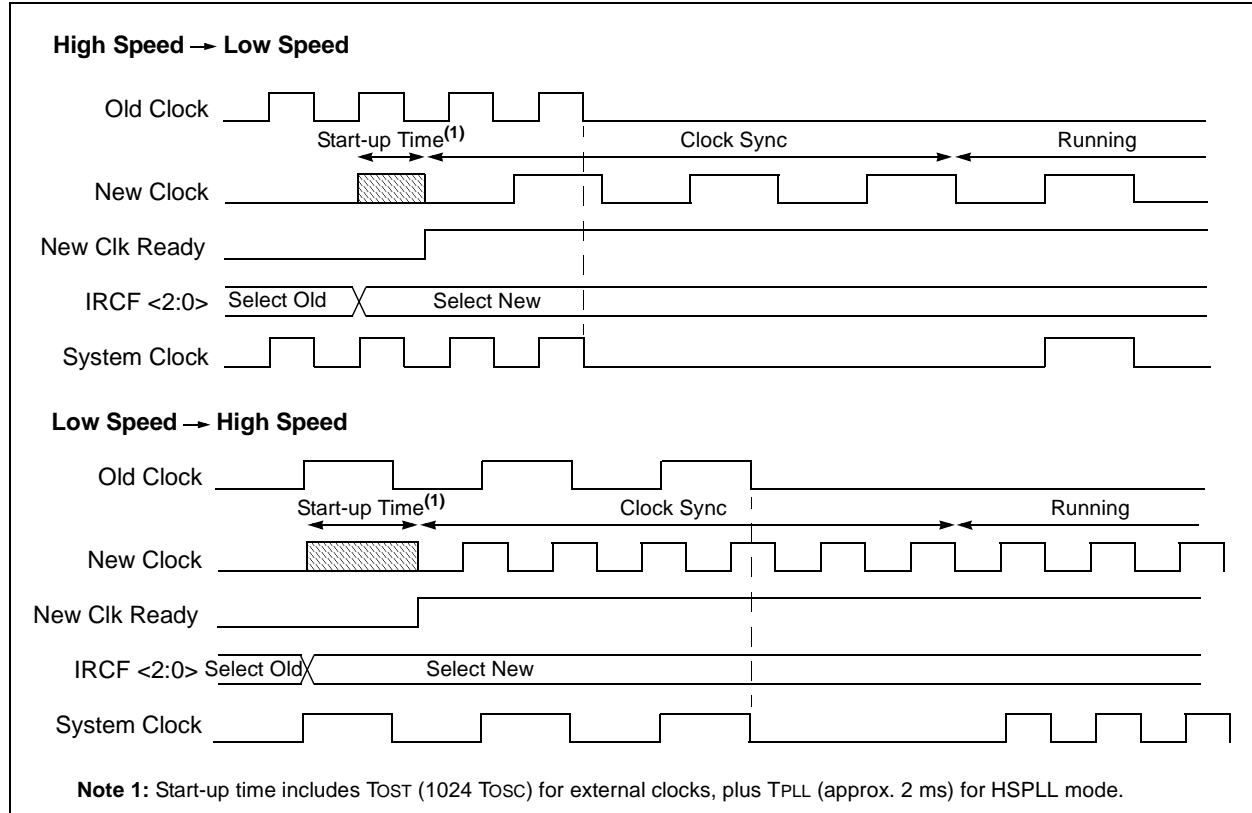 High Speed → Low Speed
Old Clock
Start-up Time(1) Clock Sync Running
New Clock
New Clk Ready
IRCF <2:0> Select Old Select New
System Clock
Low Speed → High Speed
Old Clock
Start-up Time(1) Clock Sync Running
New Clock
New Clk Ready
IRCF <2:0> Select Old Select New
System Clock
Note 1: Start-up time includes TOST (1024 TOSC) for external clocks, plus TPLL (approx. 2 ms) for HSPLL mode.